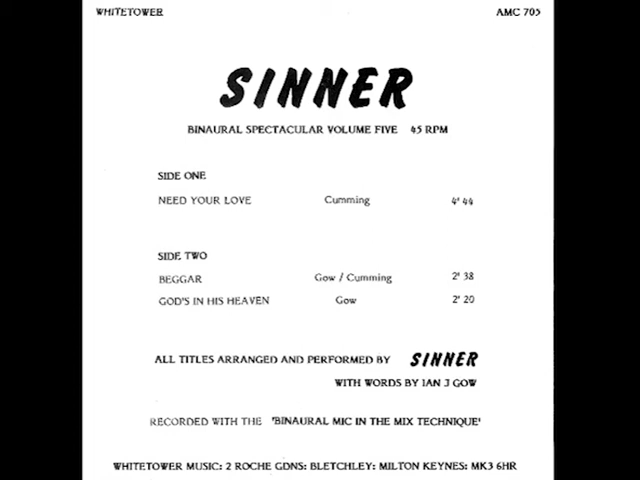 WHITETOWER AMC 705
SINNER
BINAURAL SPECTACULAR VOLUME FIVE 45 RPM
SIDE ONE
NEED YOUR LOVE Cumming 4' 44
SIDE TWO
BEGGAR Gow / Cumming 2' 38
GOD'S IN HIS HEAVEN Gow 2' 20
ALL TITLES ARRANGED AND PERFORMED BY SINNER
WITH WORDS BY IAN J GOW
RECORDED WITH THE 'BINAURAL MIC IN THE MIX TECHNIQUE'
WHITETOWER MUSIC: 2 ROCHE GDNS: BLETCHLEY: MILTON KEYNES: MK3 6HR